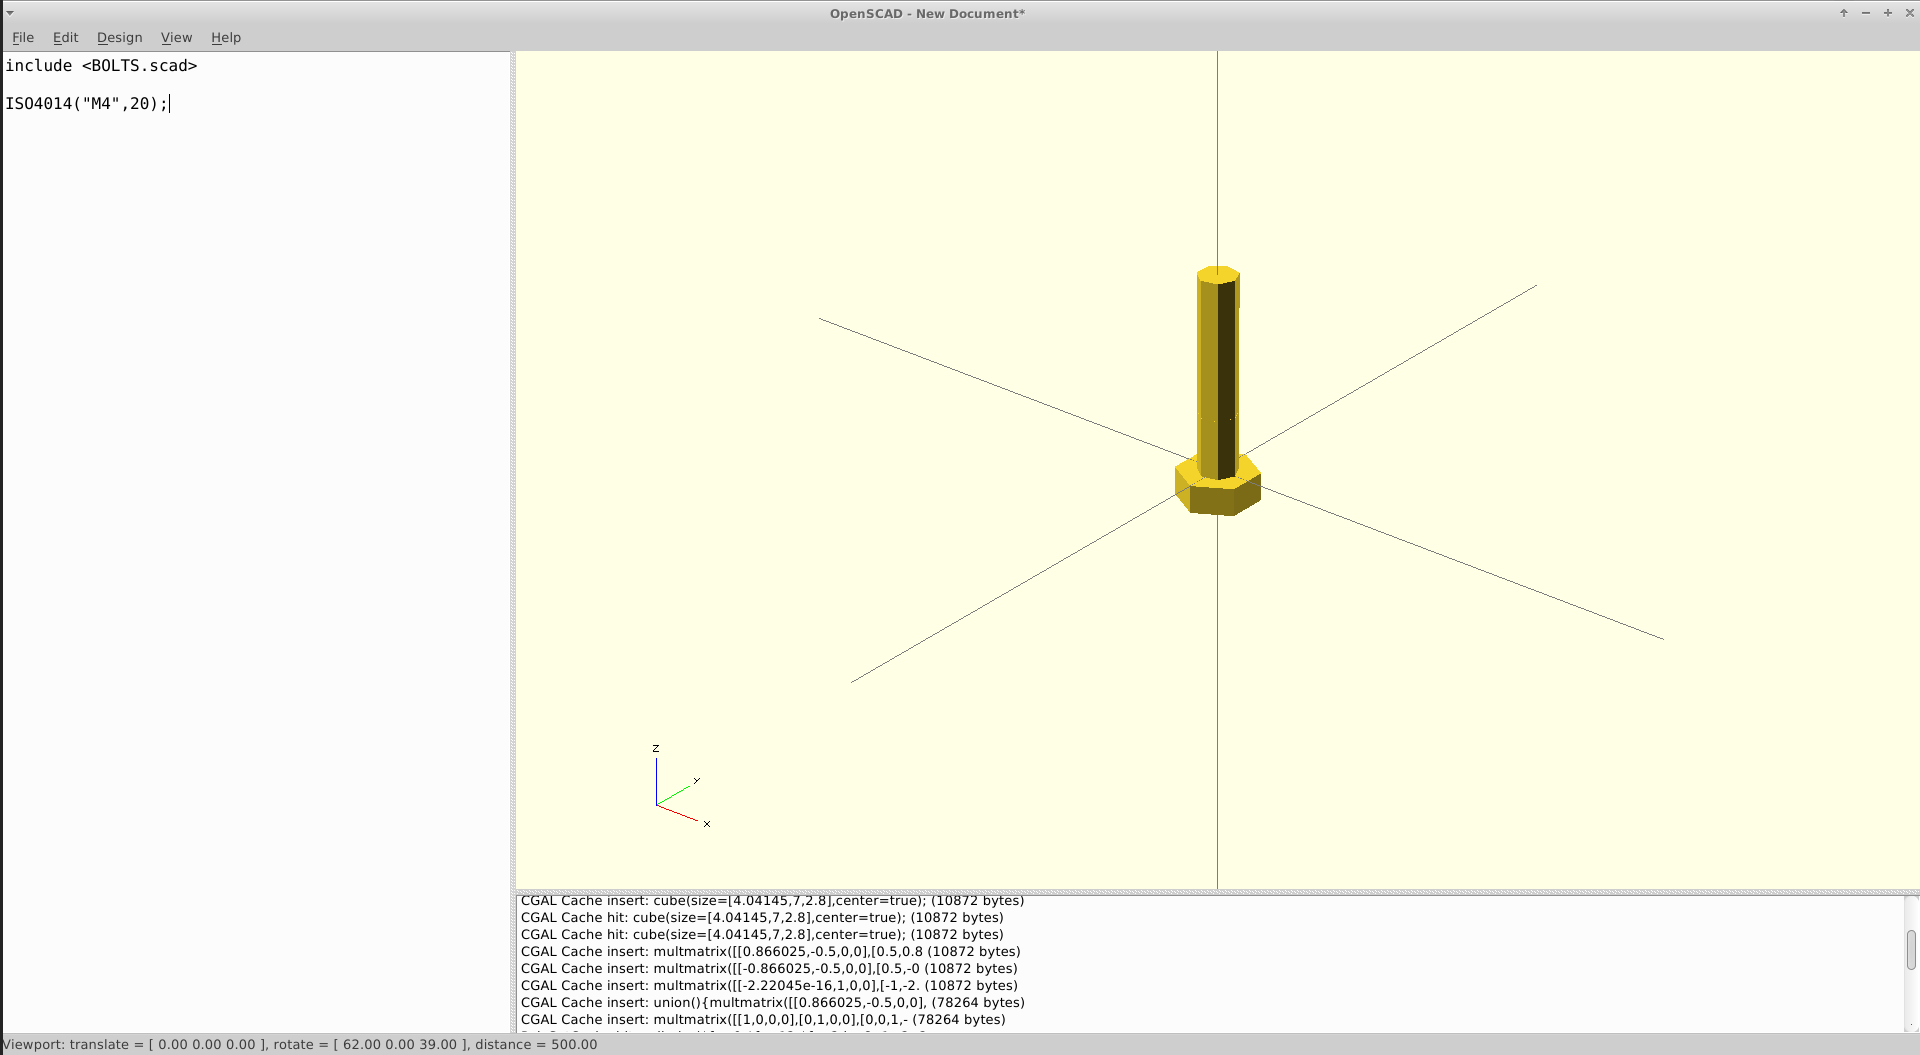 OpenSCAD - New Document*
File Edit Design View Help
include <BOLTS.scad>
ISO4014("M4",20);
z
y
x
CGAL Cache insert: cube(size=[4.04145,7,2.8],center=true); (10872 bytes)
CGAL Cache hit: cube(size=[4.04145,7,2.8],center=true); (10872 bytes)
CGAL Cache hit: cube(size=[4.04145,7,2.8],center=true); (10872 bytes)
CGAL Cache insert: multmatrix([[0.866025,-0.5,0,0],[0.5,0.8 (10872 bytes)
CGAL Cache insert: multmatrix([[-0.866025,-0.5,0,0],[0.5,-0 (10872 bytes)
CGAL Cache insert: multmatrix([[-2.22045e-16,1,0,0],[-1,-2. (10872 bytes)
CGAL Cache insert: union(){multmatrix([[0.866025,-0.5,0,0], (78264 bytes)
CGAL Cache insert: multmatrix([[1,0,0,0],[0,1,0,0],[0,0,1,- (78264 bytes)
Viewport: translate = [ 0.00 0.00 0.00 ], rotate = [ 62.00 0.00 39.00 ], distance = 500.00